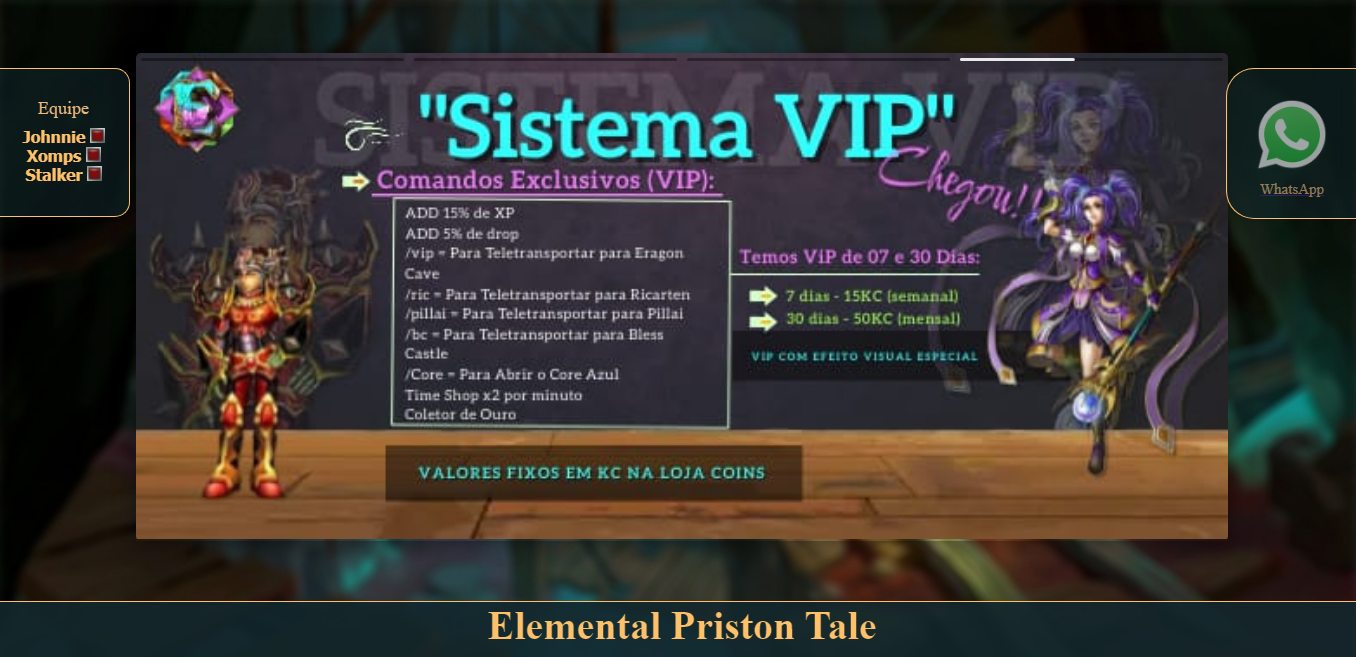 Equipe
Johnnie
Xomps
Stalker
SISTEMA VIP
"Sistema VIP"
Chegou!!
Comandos Exclusivos (VIP):
ADD 15% de XP
ADD 5% de drop
/vip = Para Teletransportar para Eragon
Cave
/ric = Para Teletransportar para Ricarten
/pillai = Para Teletransportar para Pillai
/bc = Para Teletransportar para Bless
Castle
/Core = Para Abrir o Core Azul
Time Shop x2 por minuto
Coletor de Ouro
Temos ViP de 07 e 30 Dias:
7 dias - 15KC (semanal)
30 dias - 50KC (mensal)
VIP COM EFEITO VISUAL ESPECIAL
VALORES FIXOS EM KC NA LOJA COINS
WhatsApp
Elemental Priston Tale